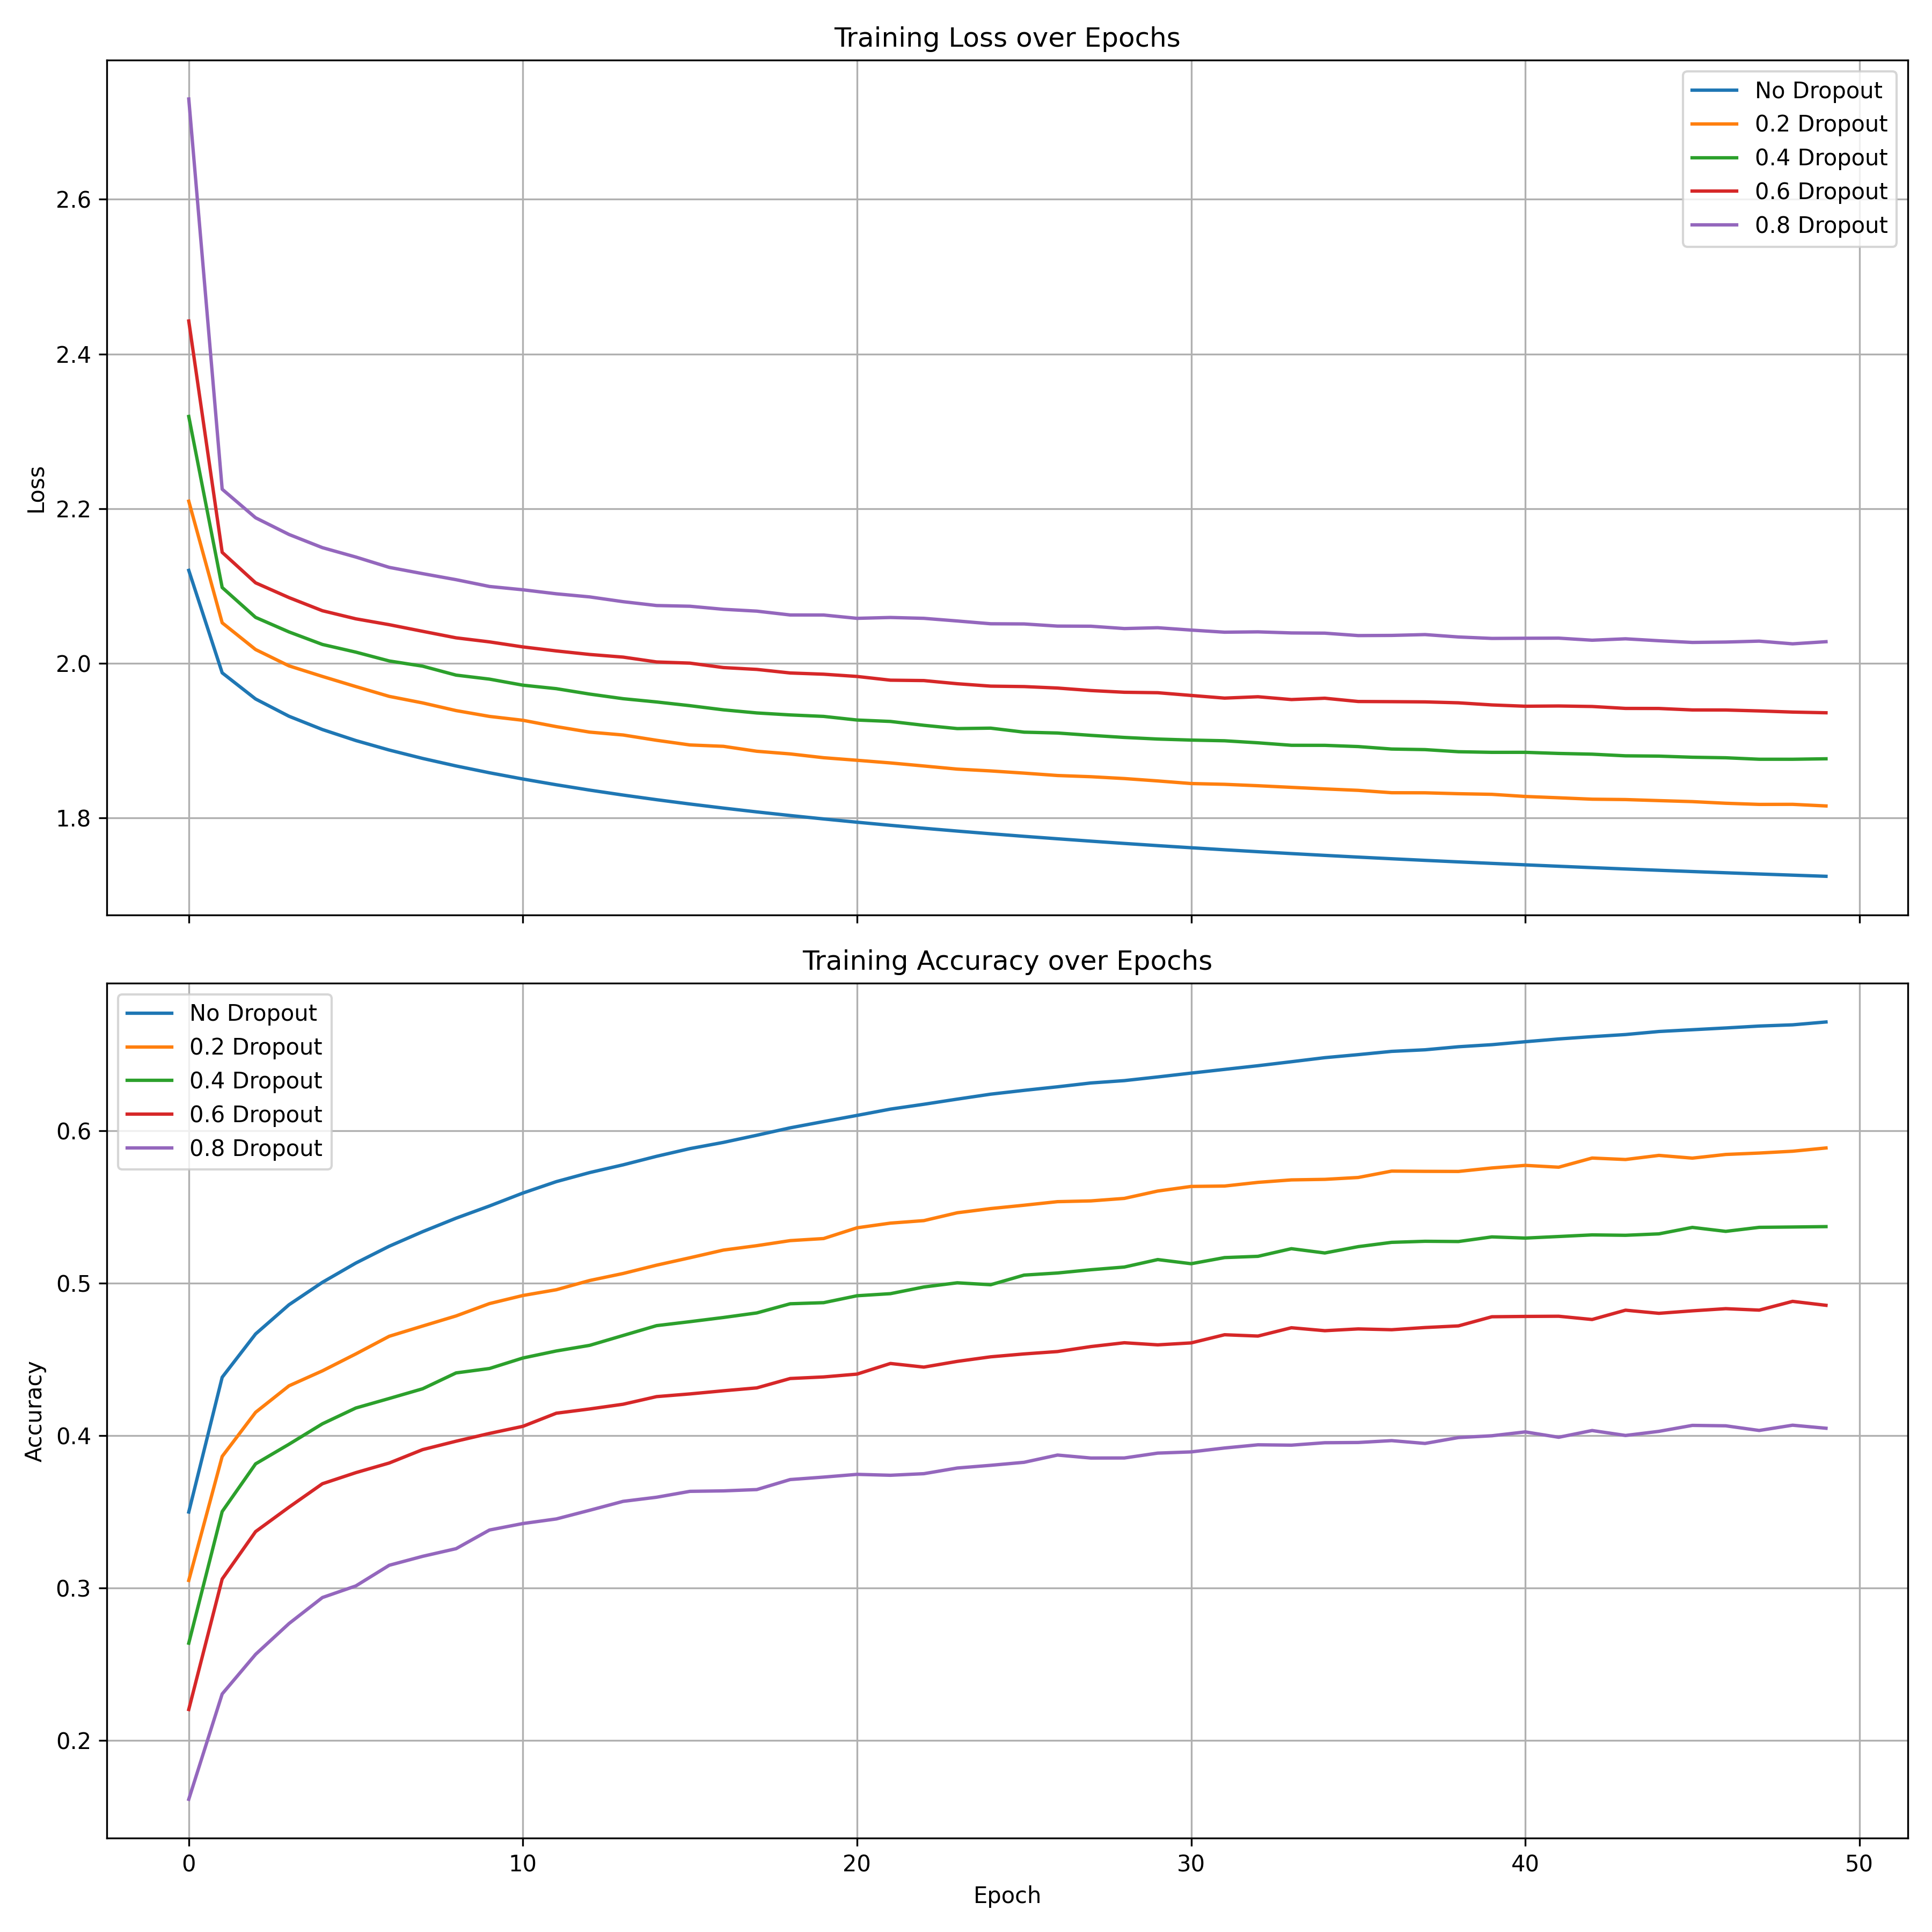 Training Loss over Epochs
No Dropout
0.2 Dropout
0.4 Dropout
0.6 Dropout
0.8 Dropout
2.6
2.4
2.2
2.0
1.8
Loss
Training Accuracy over Epochs
No Dropout
0.2 Dropout
0.4 Dropout
0.6 Dropout
0.8 Dropout
0.6
0.5
0.4
0.3
0.2
Accuracy
0 10 20 30 40 50
Epoch